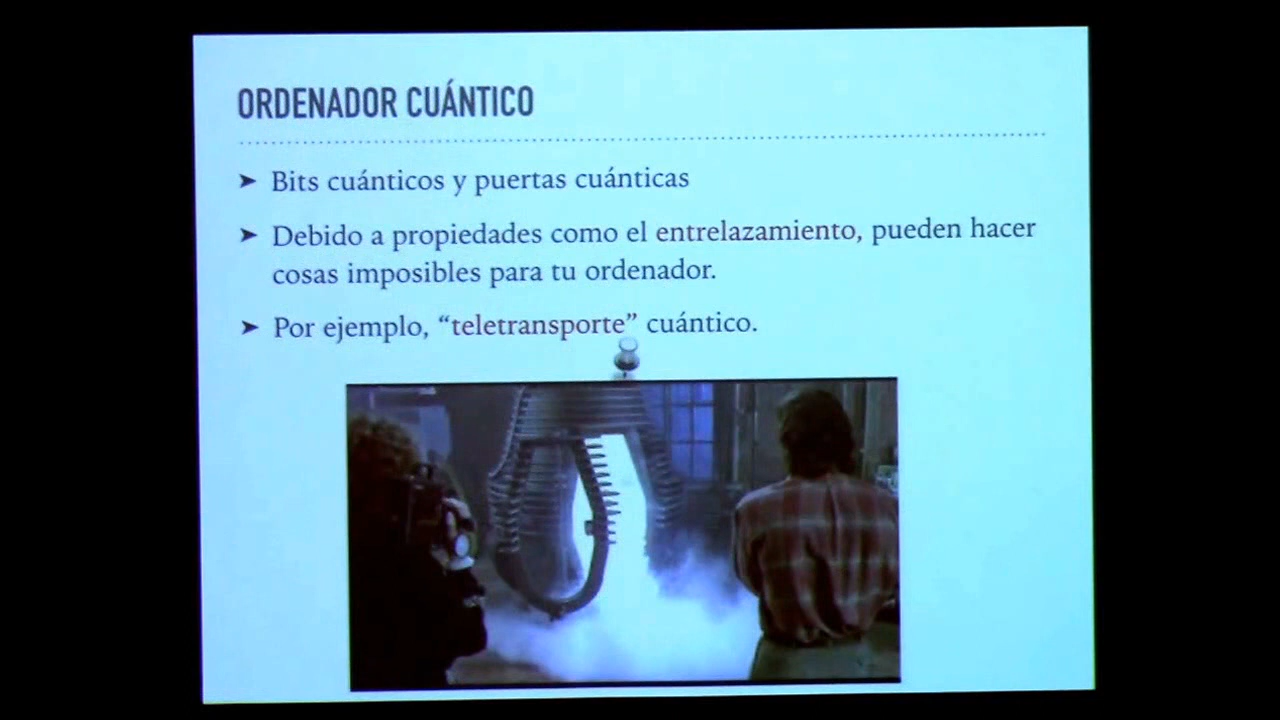 ORDENADOR CUÁNTICO
➤ Bits cuánticos y puertas cuánticas
➤ Debido a propiedades como el entrelazamiento, pueden hacer
cosas imposibles para tu ordenador.
➤ Por ejemplo, “teletransporte” cuántico.